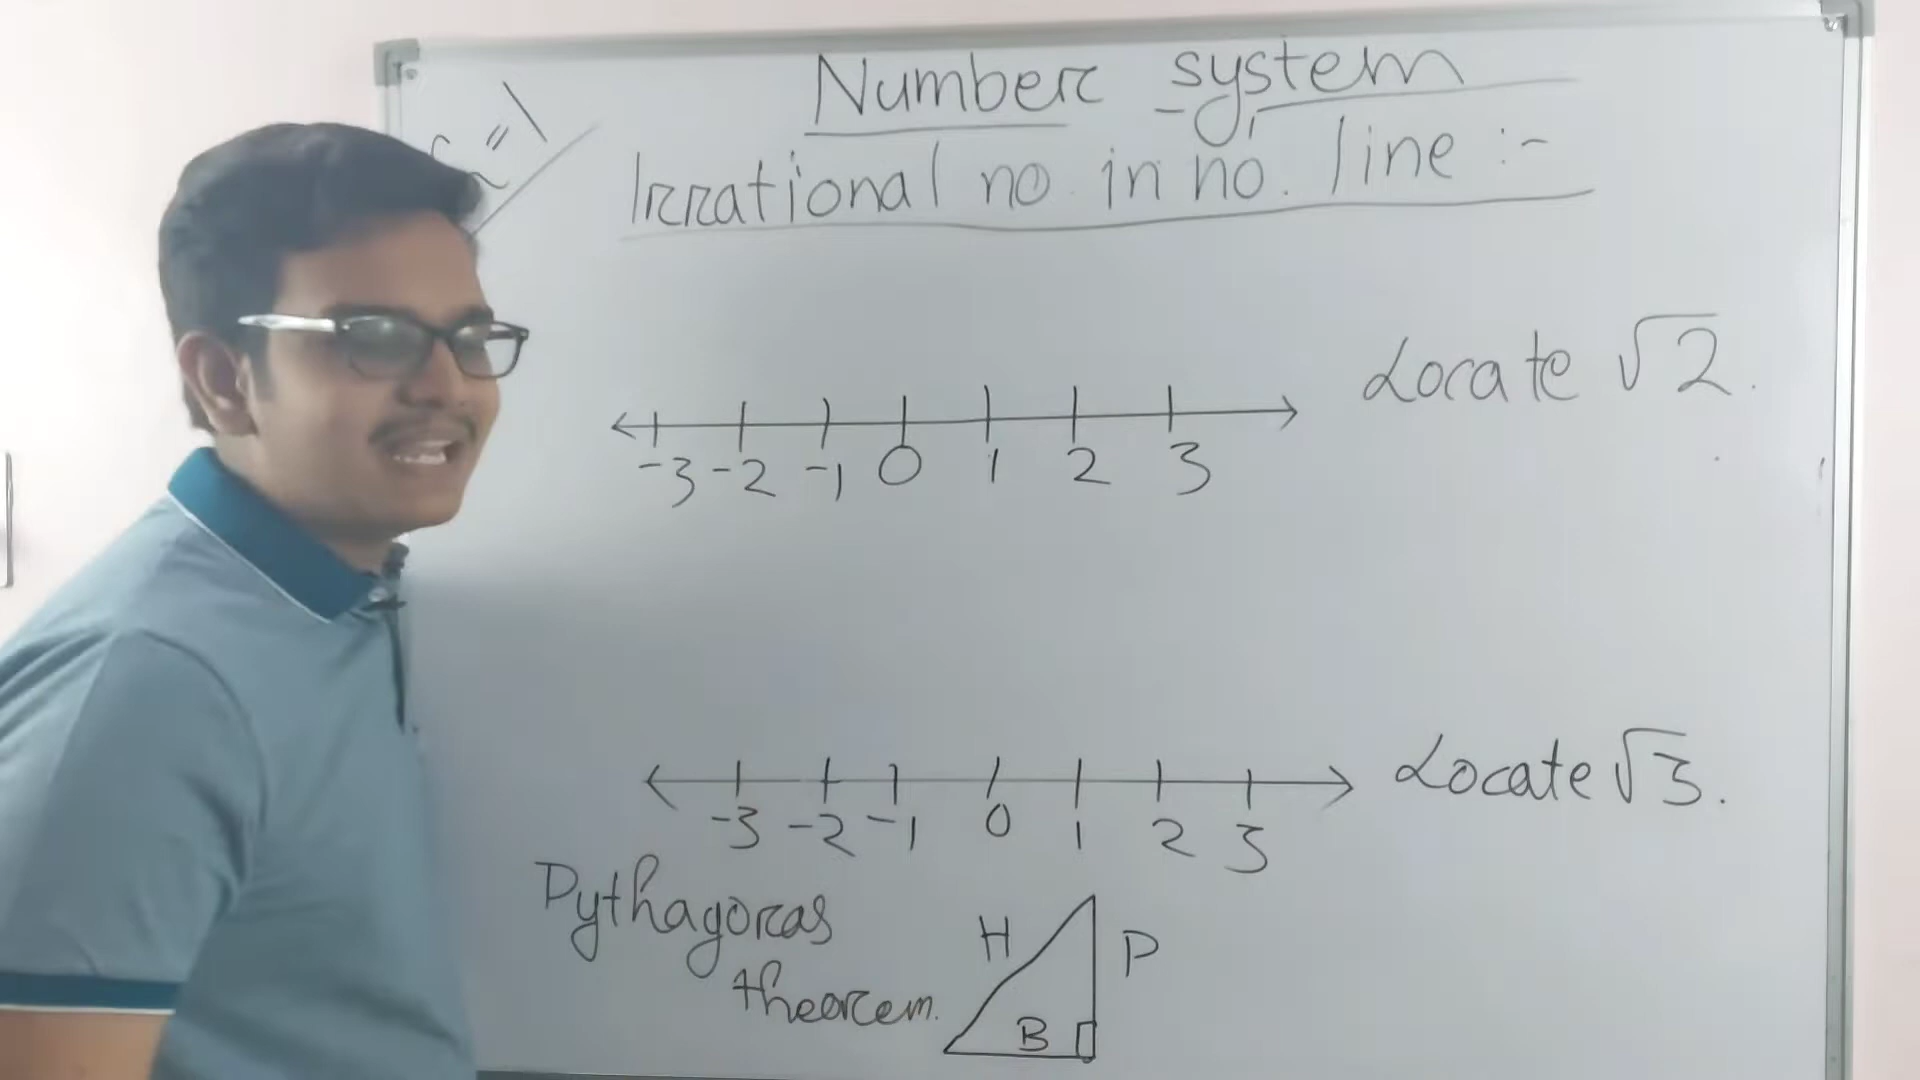 Number system
Irrational no. in no. line :-
Locate √2.
-3 -2 -1 0 1 2 3
Locate √3.
-3 -2 -1 0 1 2 3
Pythagoras
theorem.
H
P
B